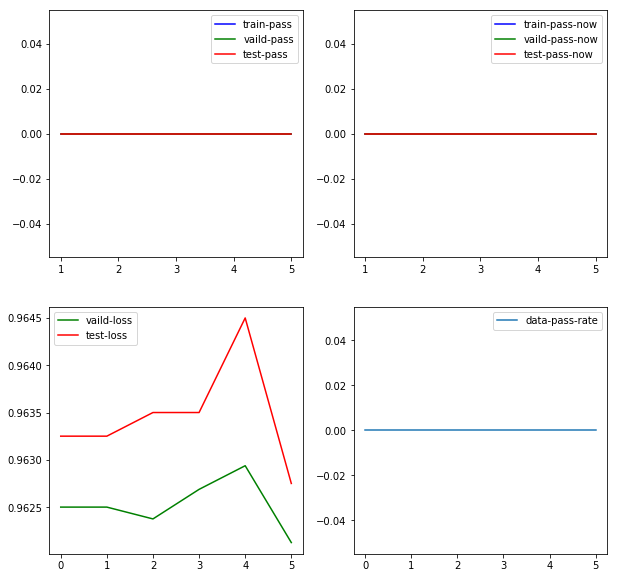 0.04
0.02
0.00
−0.02
−0.04
1 2 3 4 5
train-pass
vaild-pass
test-pass
0.04
0.02
0.00
−0.02
−0.04
1 2 3 4 5
train-pass-now
vaild-pass-now
test-pass-now
0.9645
0.9640
0.9635
0.9630
0.9625
0 1 2 3 4 5
vaild-loss
test-loss
0.04
0.02
0.00
−0.02
−0.04
0 1 2 3 4 5
data-pass-rate